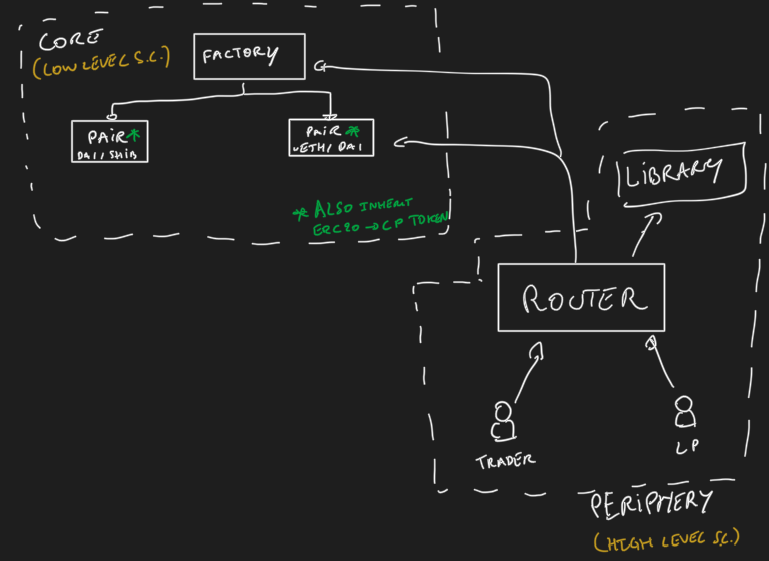 CORE
(LOW LEVEL S.C.)
FACTORY
PAIR*
DAI/SHIB
PAIR*
WETH/DAI
* ALSO INHERIT
ERC20 → CP TOKEN
LIBRARY
ROUTER
TRADER
LP
PERIPHERY
(HIGH LEVEL S.C.)